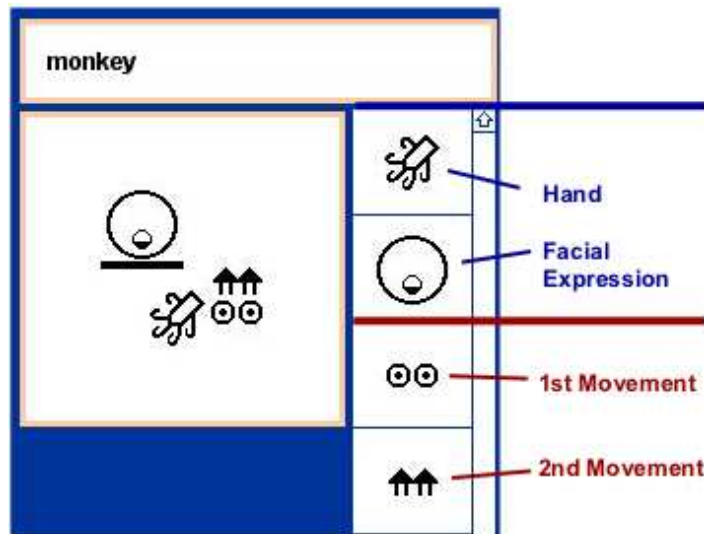 monkey
Hand
Facial
Expression
1st Movement
2nd Movement